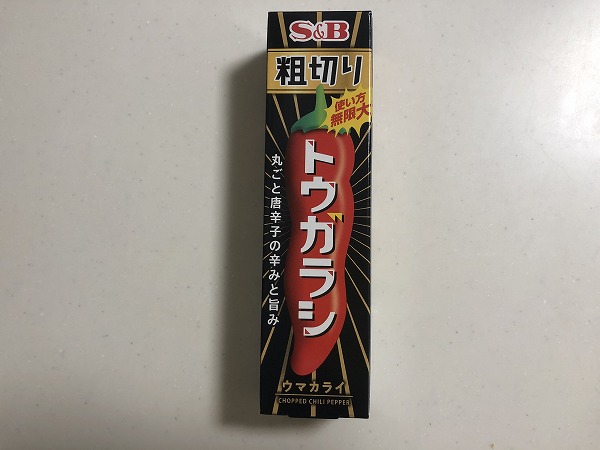 S&B
粗切り
使い方
無限大
トウガラシ
丸ごと唐辛子の辛みと旨み
ウマカライ
CHOPPED CHILI PEPPER